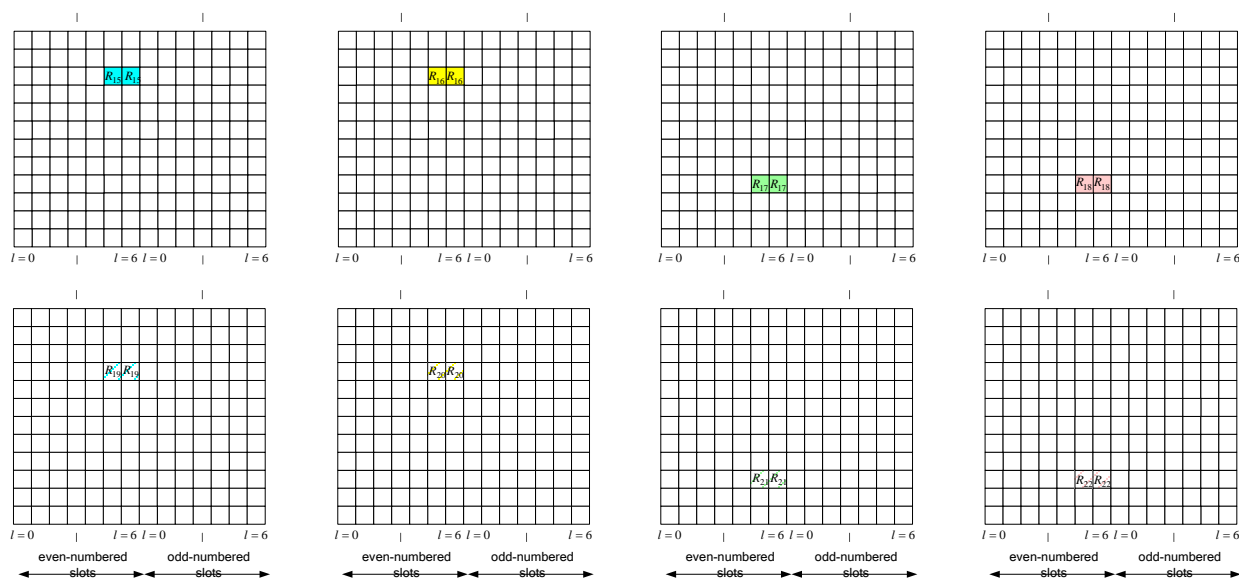 R15 R15
R16 R16
R17 R17
R18 R18
l = 0 l = 6 l = 0 l = 6
l = 0 l = 6 l = 0 l = 6
l = 0 l = 6 l = 0 l = 6
l = 0 l = 6 l = 0 l = 6
R19 R19
R20 R20
R21 R21
R22 R22
l = 0 l = 6 l = 0 l = 6
l = 0 l = 6 l = 0 l = 6
l = 0 l = 6 l = 0 l = 6
l = 0 l = 6 l = 0 l = 6
even-numbered slots
odd-numbered slots
even-numbered slots
odd-numbered slots
even-numbered slots
odd-numbered slots
even-numbered slots
odd-numbered slots